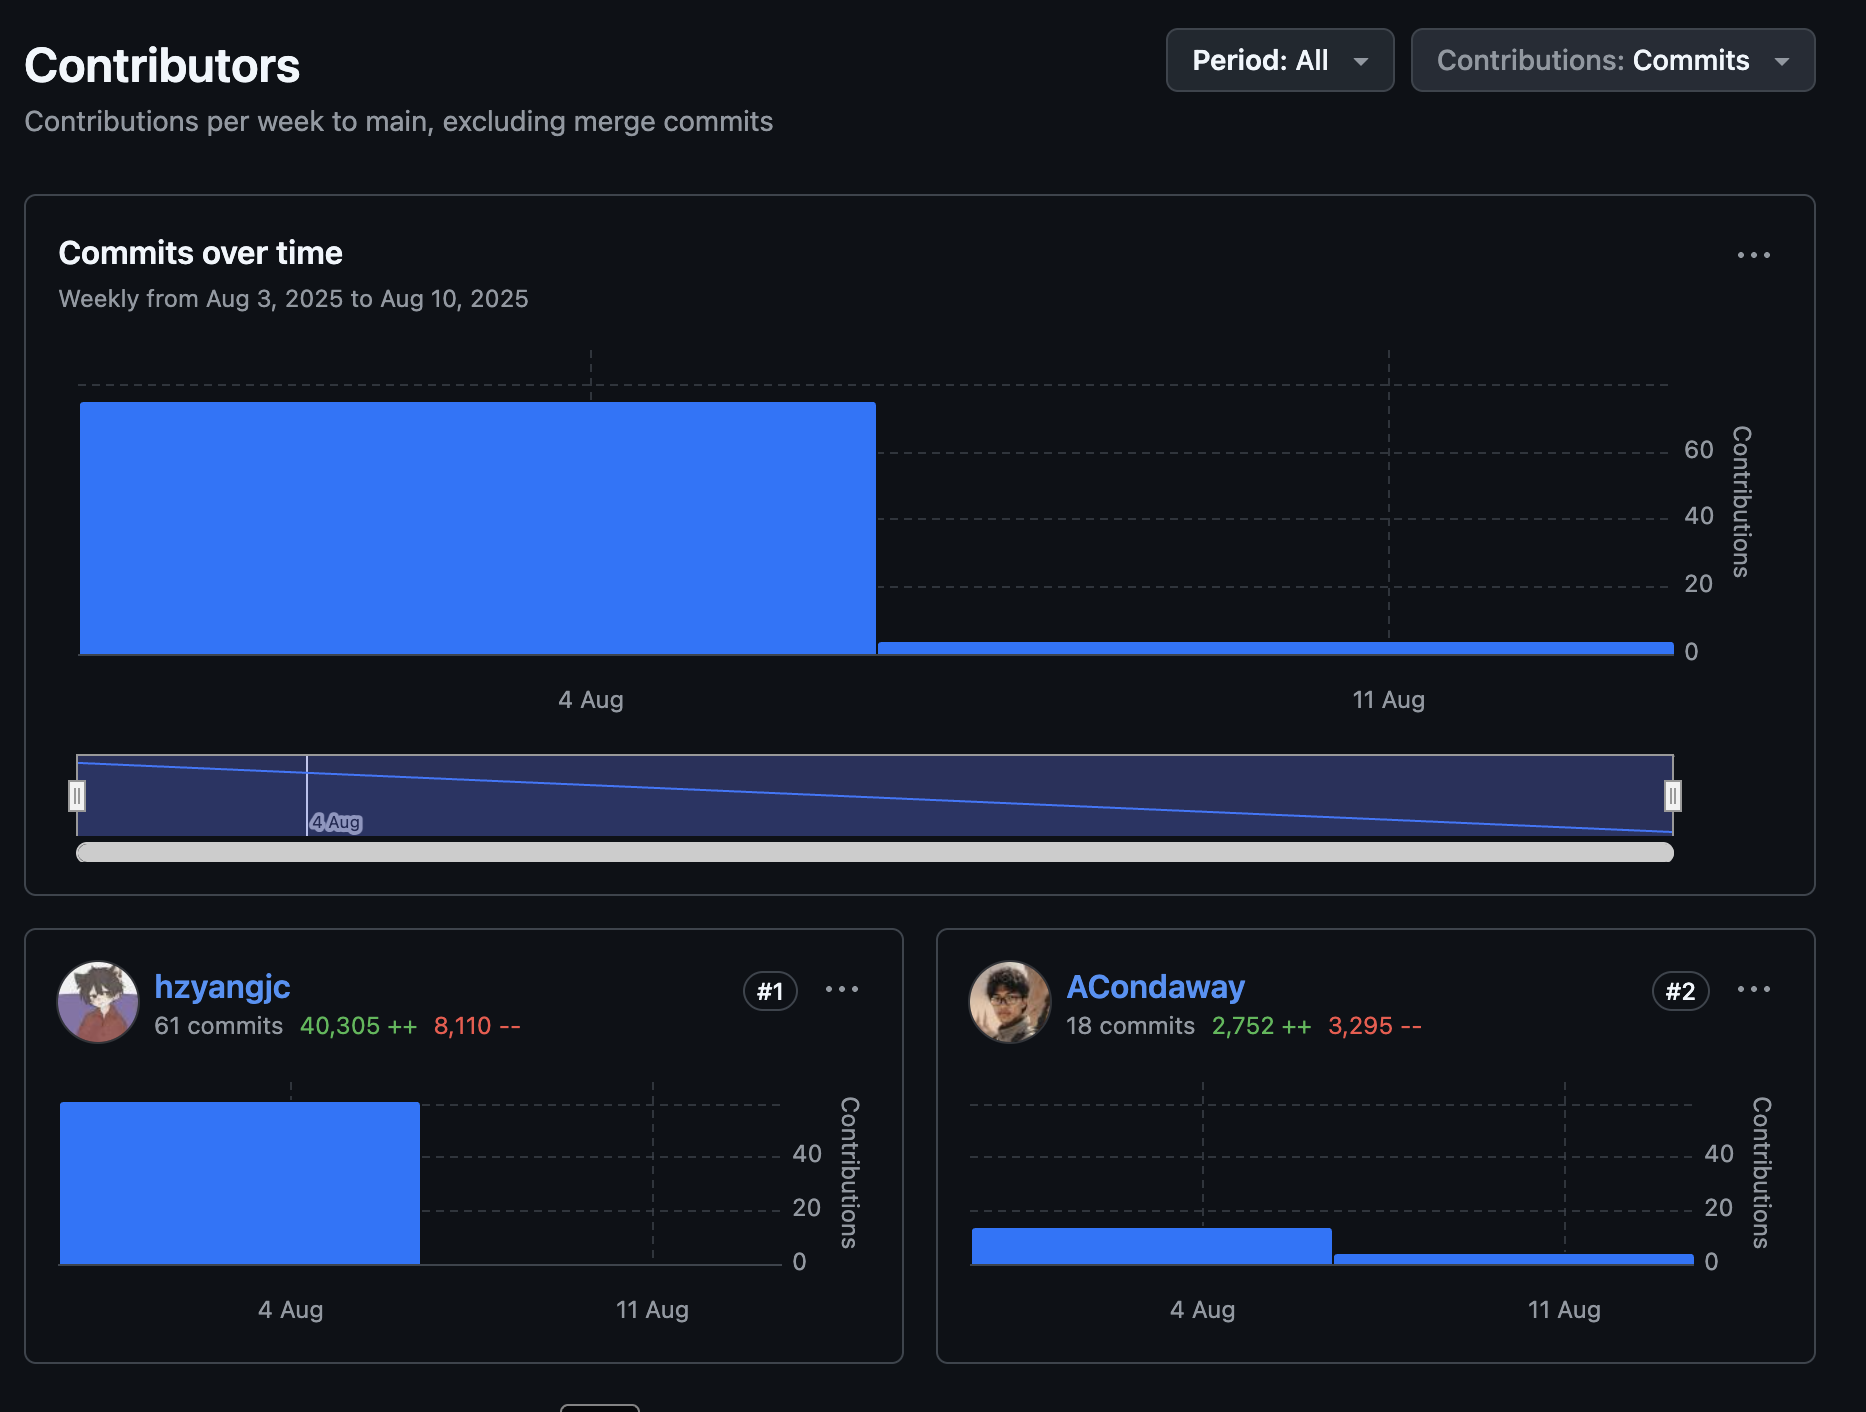 Contributors
Period: All
Contributions: Commits
Contributions per week to main, excluding merge commits
Commits over time
Weekly from Aug 3, 2025 to Aug 10, 2025
60
40
20
0
Contributions
4 Aug
11 Aug
4 Aug
hzyangjc
#1
61 commits 40,305 ++ 8,110 --
40
20
0
Contributions
4 Aug
11 Aug
ACondaway
#2
18 commits 2,752 ++ 3,295 --
40
20
0
Contributions
4 Aug
11 Aug